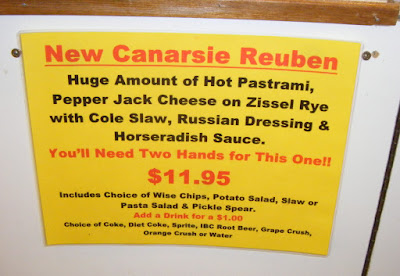 New Canarsie Reuben
Huge Amount of Hot Pastrami,
Pepper Jack Cheese on Zissel Rye
with Cole Slaw, Russian Dressing &
Horseradish Sauce.
You'll Need Two Hands for This One!!
$11.95
Includes Choice of Wise Chips, Potato Salad, Slaw or
Pasta Salad & Pickle Spear.
Add a Drink for a $1.00
Choice of Coke, Diet Coke, Sprite, IBC Root Beer, Grape Crush,
Orange Crush or Water